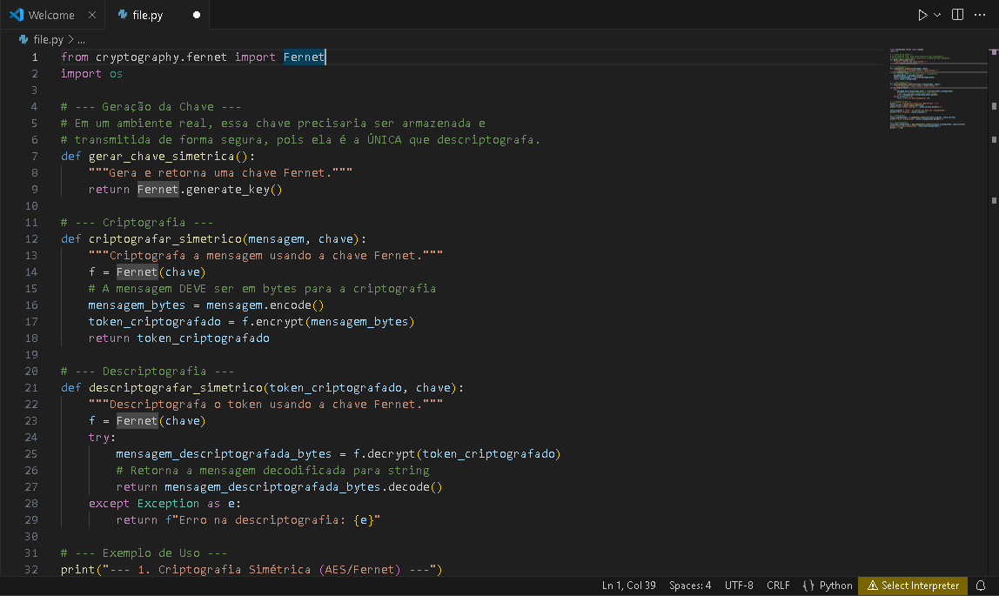 Welcome
file.py
file.py > ...
1 from cryptography.fernet import Fernet
2 import os
3
4 # --- Geração da Chave ---
5 # Em um ambiente real, essa chave precisaria ser armazenada e
6 # transmitida de forma segura, pois ela é a ÚNICA que descriptografa.
7 def gerar_chave_simetrica():
8 """Gera e retorna uma chave Fernet."""
9 return Fernet.generate_key()
10
11 # --- Criptografia ---
12 def criptografar_simetrico(mensagem, chave):
13 """Criptografa a mensagem usando a chave Fernet."""
14 f = Fernet(chave)
15 # A mensagem DEVE ser em bytes para a criptografia
16 mensagem_bytes = mensagem.encode()
17 token_criptografado = f.encrypt(mensagem_bytes)
18 return token_criptografado
19
20 # --- Descriptografia ---
21 def descriptografar_simetrico(token_criptografado, chave):
22 """Descriptografa o token usando a chave Fernet."""
23 f = Fernet(chave)
24 try:
25 mensagem_descriptografada_bytes = f.decrypt(token_criptografado)
26 # Retorna a mensagem decodificada para string
27 return mensagem_descriptografada_bytes.decode()
28 except Exception as e:
29 return f"Erro na descriptografia: {e}"
30
31 # --- Exemplo de Uso ---
32 print("--- 1. Criptografia Simétrica (AES/Fernet) ---")
Ln 1, Col 39 Spaces: 4 UTF-8 CRLF {} Python Select Interpreter